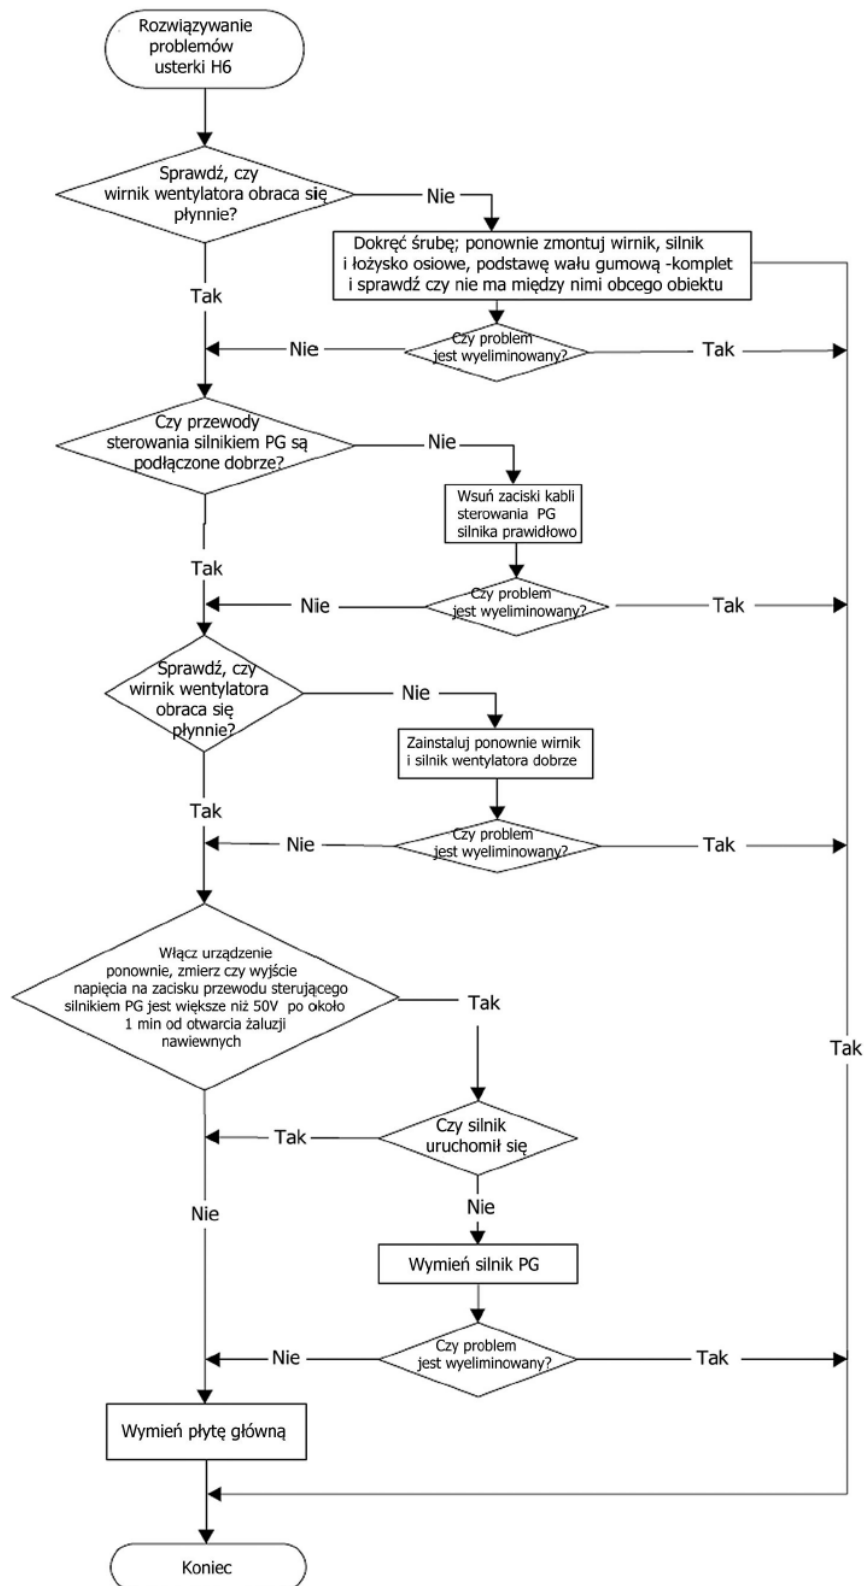 Rozwiązywanie
problemów
usterki H6
Sprawdź, czy
wirnik wentylatora obraca się
płynnie?
Nie
Dokręć śrubę; ponownie zmontuj wirnik, silnik
i łożysko osiowe, podstawę wału gumową -komplet
i sprawdź czy nie ma między nimi obcego obiektu
Tak
Czy problem
jest wyeliminowany?
Nie
Tak
Czy przewody
sterowania silnikiem PG są
podłączone dobrze?
Nie
Wsuń zaciski kabli
sterowania PG
silnika prawidłowo
Tak
Czy problem
jest wyeliminowany?
Nie
Tak
Sprawdź, czy
wirnik wentylatora
obraca się
płynnie?
Nie
Zainstaluj ponownie wirnik
i silnik wentylatora dobrze
Tak
Czy problem
jest wyeliminowany?
Nie
Tak
Włącz urządzenie
ponownie, zmierz czy wyjście
napięcia na zacisku przewodu sterującego
silnikiem PG jest większe niż 50V po około
1 min od otwarcia żaluzji
nawiewnych
Tak
Tak
Czy silnik
uruchomił się
Tak
Nie
Nie
Wymień silnik PG
Czy problem
jest wyeliminowany?
Nie
Tak
Wymień płytę główną
Koniec